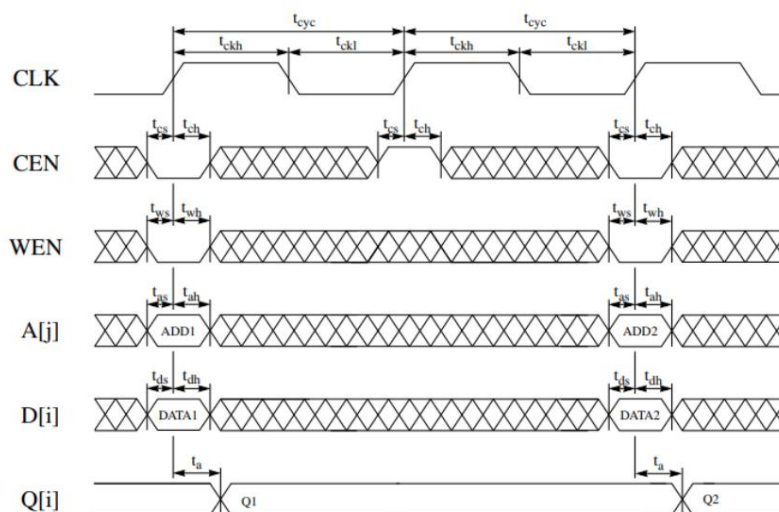 tcyc tcyc
tckh tckl tckh tckl
CLK
tcs tch tcs tch tcs tch
CEN
tws twh tws twh
WEN
tas tah tas tah
A[j] ADD1 ADD2
tds tdh tds tdh
D[i] DATA1 DATA2
ta ta
Q[i] Q1 Q2